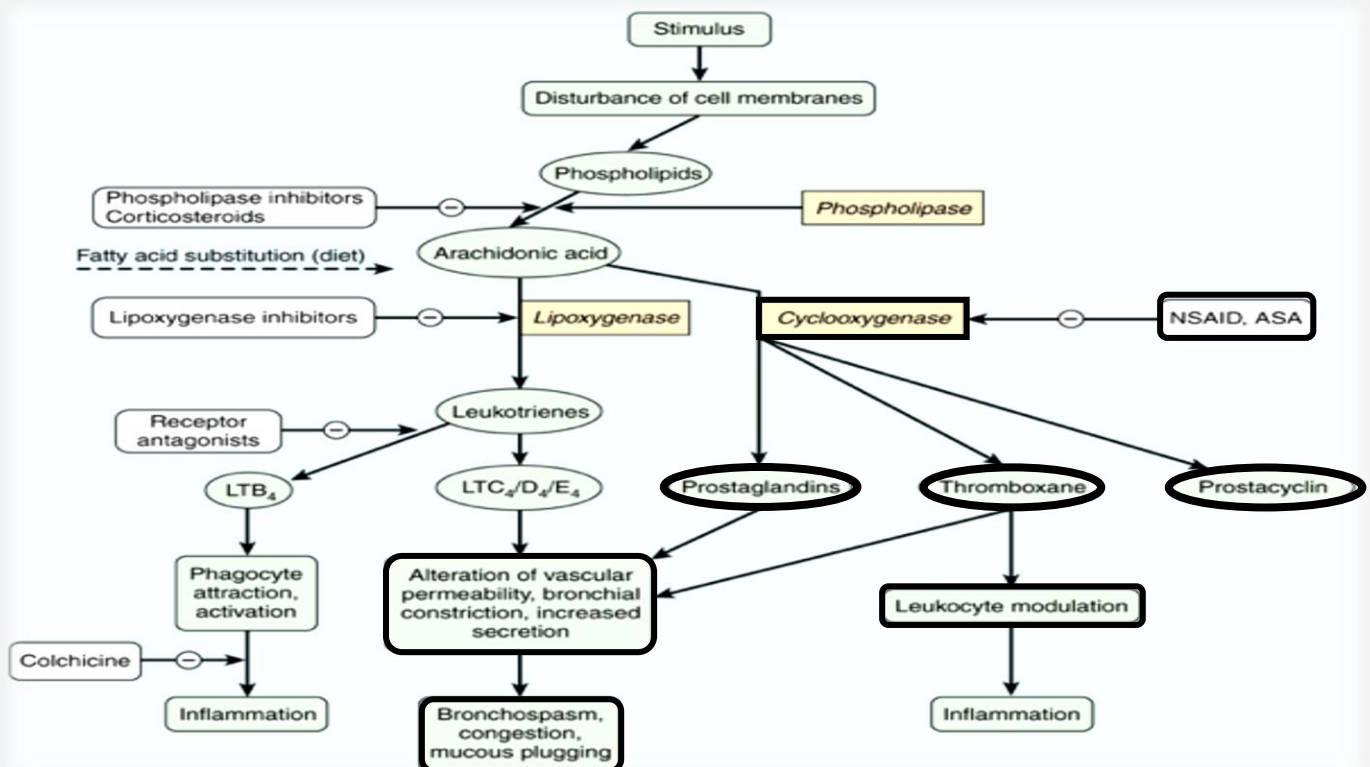 Stimulus
Disturbance of cell membranes
Phospholipids
Phospholipase inhibitors
Corticosteroids
Phospholipase
Fatty acid substitution (diet)
Arachidonic acid
Lipoxygenase inhibitors
Lipoxygenase
Cyclooxygenase
NSAID, ASA
Receptor
antagonists
Leukotrienes
LTB₄
LTC₄/D₄/E₄
Prostaglandins
Thromboxane
Prostacyclin
Phagocyte
attraction,
activation
Alteration of vascular
permeability, bronchial
constriction, increased
secretion
Leukocyte modulation
Colchicine
Inflammation
Bronchospasm,
congestion,
mucous plugging
Inflammation